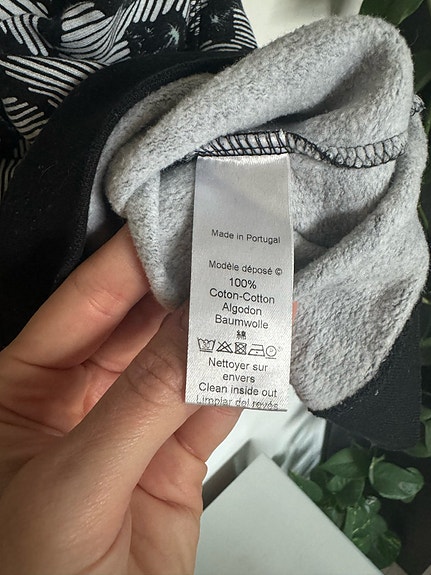 Made in Portugal
Modèle déposé ©
100%
Coton-Cotton
Algodon
Baumwolle
綿
Nettoyer sur
envers
Clean inside out
Limpiar del revés